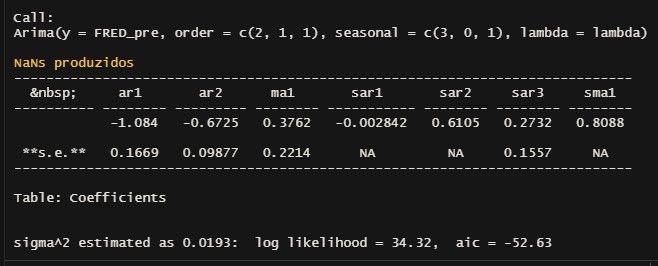 Call:
Arima(y = FRED_pre, order = c(2, 1, 1), seasonal = c(3, 0, 1), lambda = lambda)
NaNs produzidos
--------------------------------------------------------------------------------
&nbsp; ar1 ar2 ma1 sar1 sar2 sar3 sma1
---------- -------- --------- -------- ----------- -------- -------- --------
-1.084 -0.6725 0.3762 -0.002842 0.6105 0.2732 0.8088
**s.e.** 0.1669 0.09877 0.2214 NA NA 0.1557 NA
--------------------------------------------------------------------------------
Table: Coefficients
sigma^2 estimated as 0.0193: log likelihood = 34.32, aic = -52.63